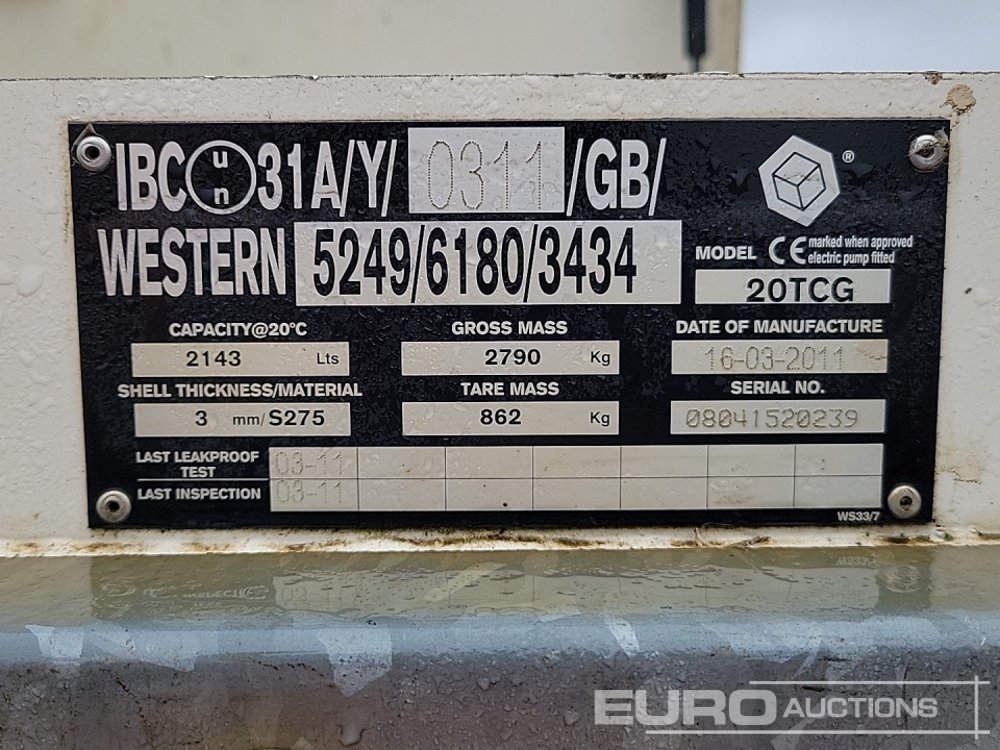 IBC un 31A/Y/ 0311 /GB/
WESTERN 5249/6180/3434
®
MODEL CE marked when approved
electric pump fitted
20TCG
CAPACITY@20°C GROSS MASS DATE OF MANUFACTURE
2143 Lts 2790 Kg 16-03-2011
SHELL THICKNESS/MATERIAL TARE MASS SERIAL NO.
3 mm/S275 862 Kg 08041520239
LAST LEAKPROOF
TEST 03-11
LAST INSPECTION 03-11
WS33/7
EURO AUCTIONS